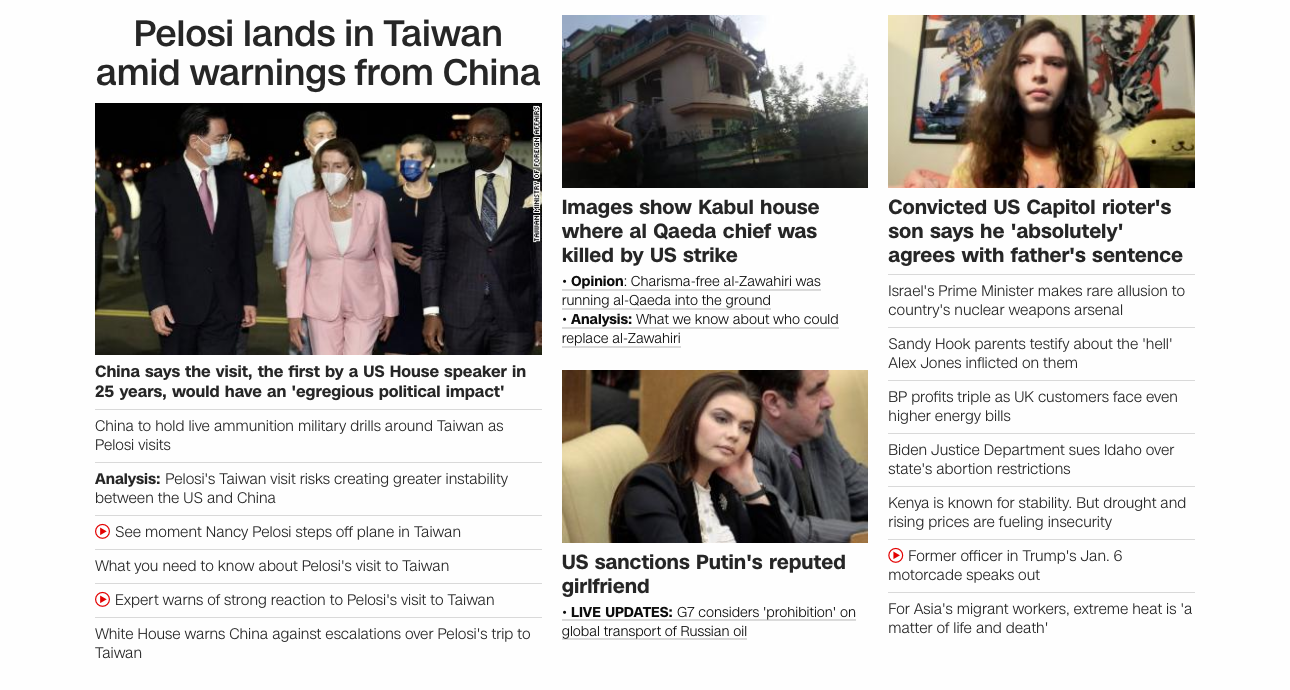 Pelosi lands in Taiwan
amid warnings from China
TAIWAN MINISTRY OF FOREIGN AFFAIRS
China says the visit, the first by a US House speaker in
25 years, would have an 'egregious political impact'
China to hold live ammunition military drills around Taiwan as
Pelosi visits
Analysis: Pelosi's Taiwan visit risks creating greater instability
between the US and China
See moment Nancy Pelosi steps off plane in Taiwan
What you need to know about Pelosi's visit to Taiwan
Expert warns of strong reaction to Pelosi's visit to Taiwan
White House warns China against escalations over Pelosi's trip to
Taiwan
Images show Kabul house
where al Qaeda chief was
killed by US strike
• Opinion: Charisma-free al-Zawahiri was
running al-Qaeda into the ground
• Analysis: What we know about who could
replace al-Zawahiri
US sanctions Putin's reputed
girlfriend
• LIVE UPDATES: G7 considers 'prohibition' on
global transport of Russian oil
Convicted US Capitol rioter's
son says he 'absolutely'
agrees with father's sentence
Israel's Prime Minister makes rare allusion to
country's nuclear weapons arsenal
Sandy Hook parents testify about the 'hell'
Alex Jones inflicted on them
BP profits triple as UK customers face even
higher energy bills
Biden Justice Department sues Idaho over
state's abortion restrictions
Kenya is known for stability. But drought and
rising prices are fueling insecurity
Former officer in Trump's Jan. 6
motorcade speaks out
For Asia's migrant workers, extreme heat is 'a
matter of life and death'